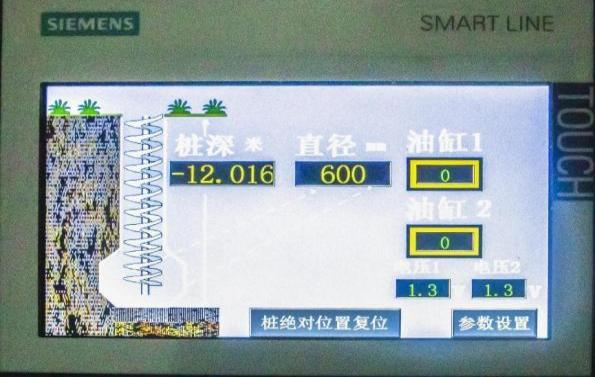 SIEMENS
SMART LINE
TOUCH
桩深 米
直径 mm
油缸1
-12.016
600
0
油缸 2
0
电压1
电压2
1.3 V
1.3 V
桩绝对位置复位
参数设置